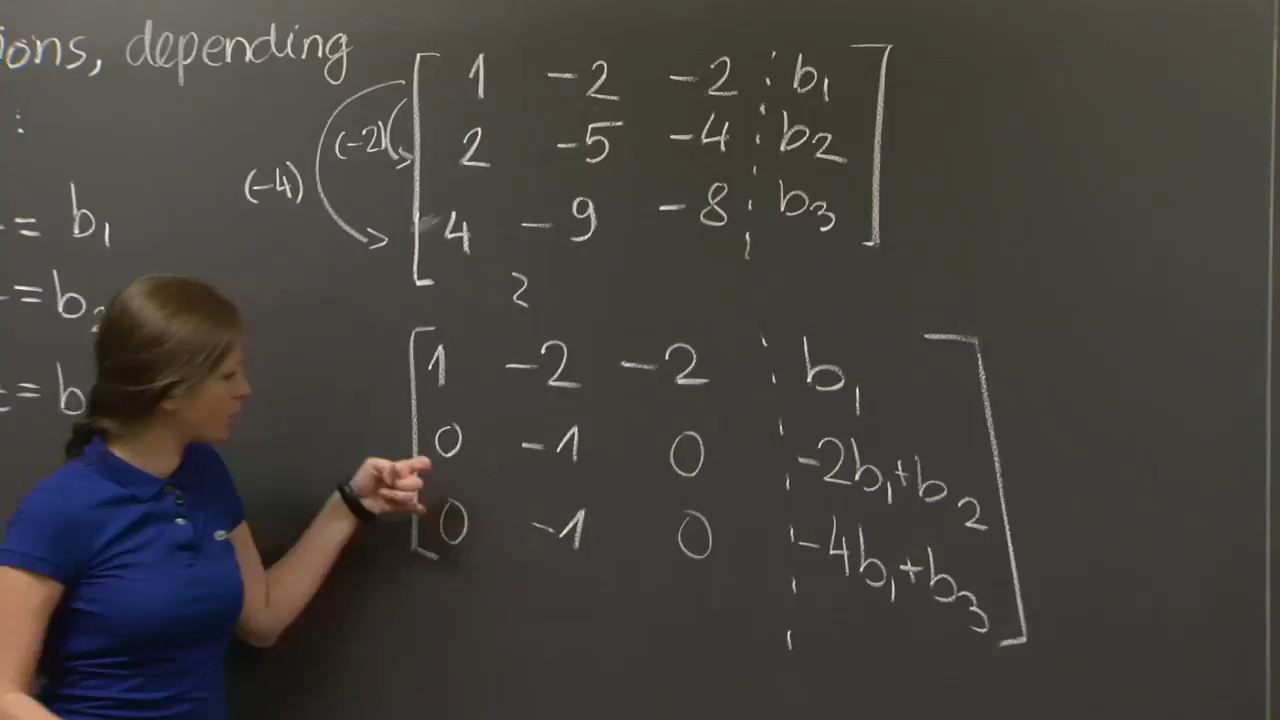 ions, depending
:
= b₁
= b₂
= b
(-2)
(-4)
1 -2 -2 ⋮ b₁
2 -5 -4 ⋮ b₂
4 -9 -8 ⋮ b₃
1 -2 -2 ⋮ b₁
0 -1 0 ⋮ -2b₁+b₂
0 -1 0 ⋮ -4b₁+b₃